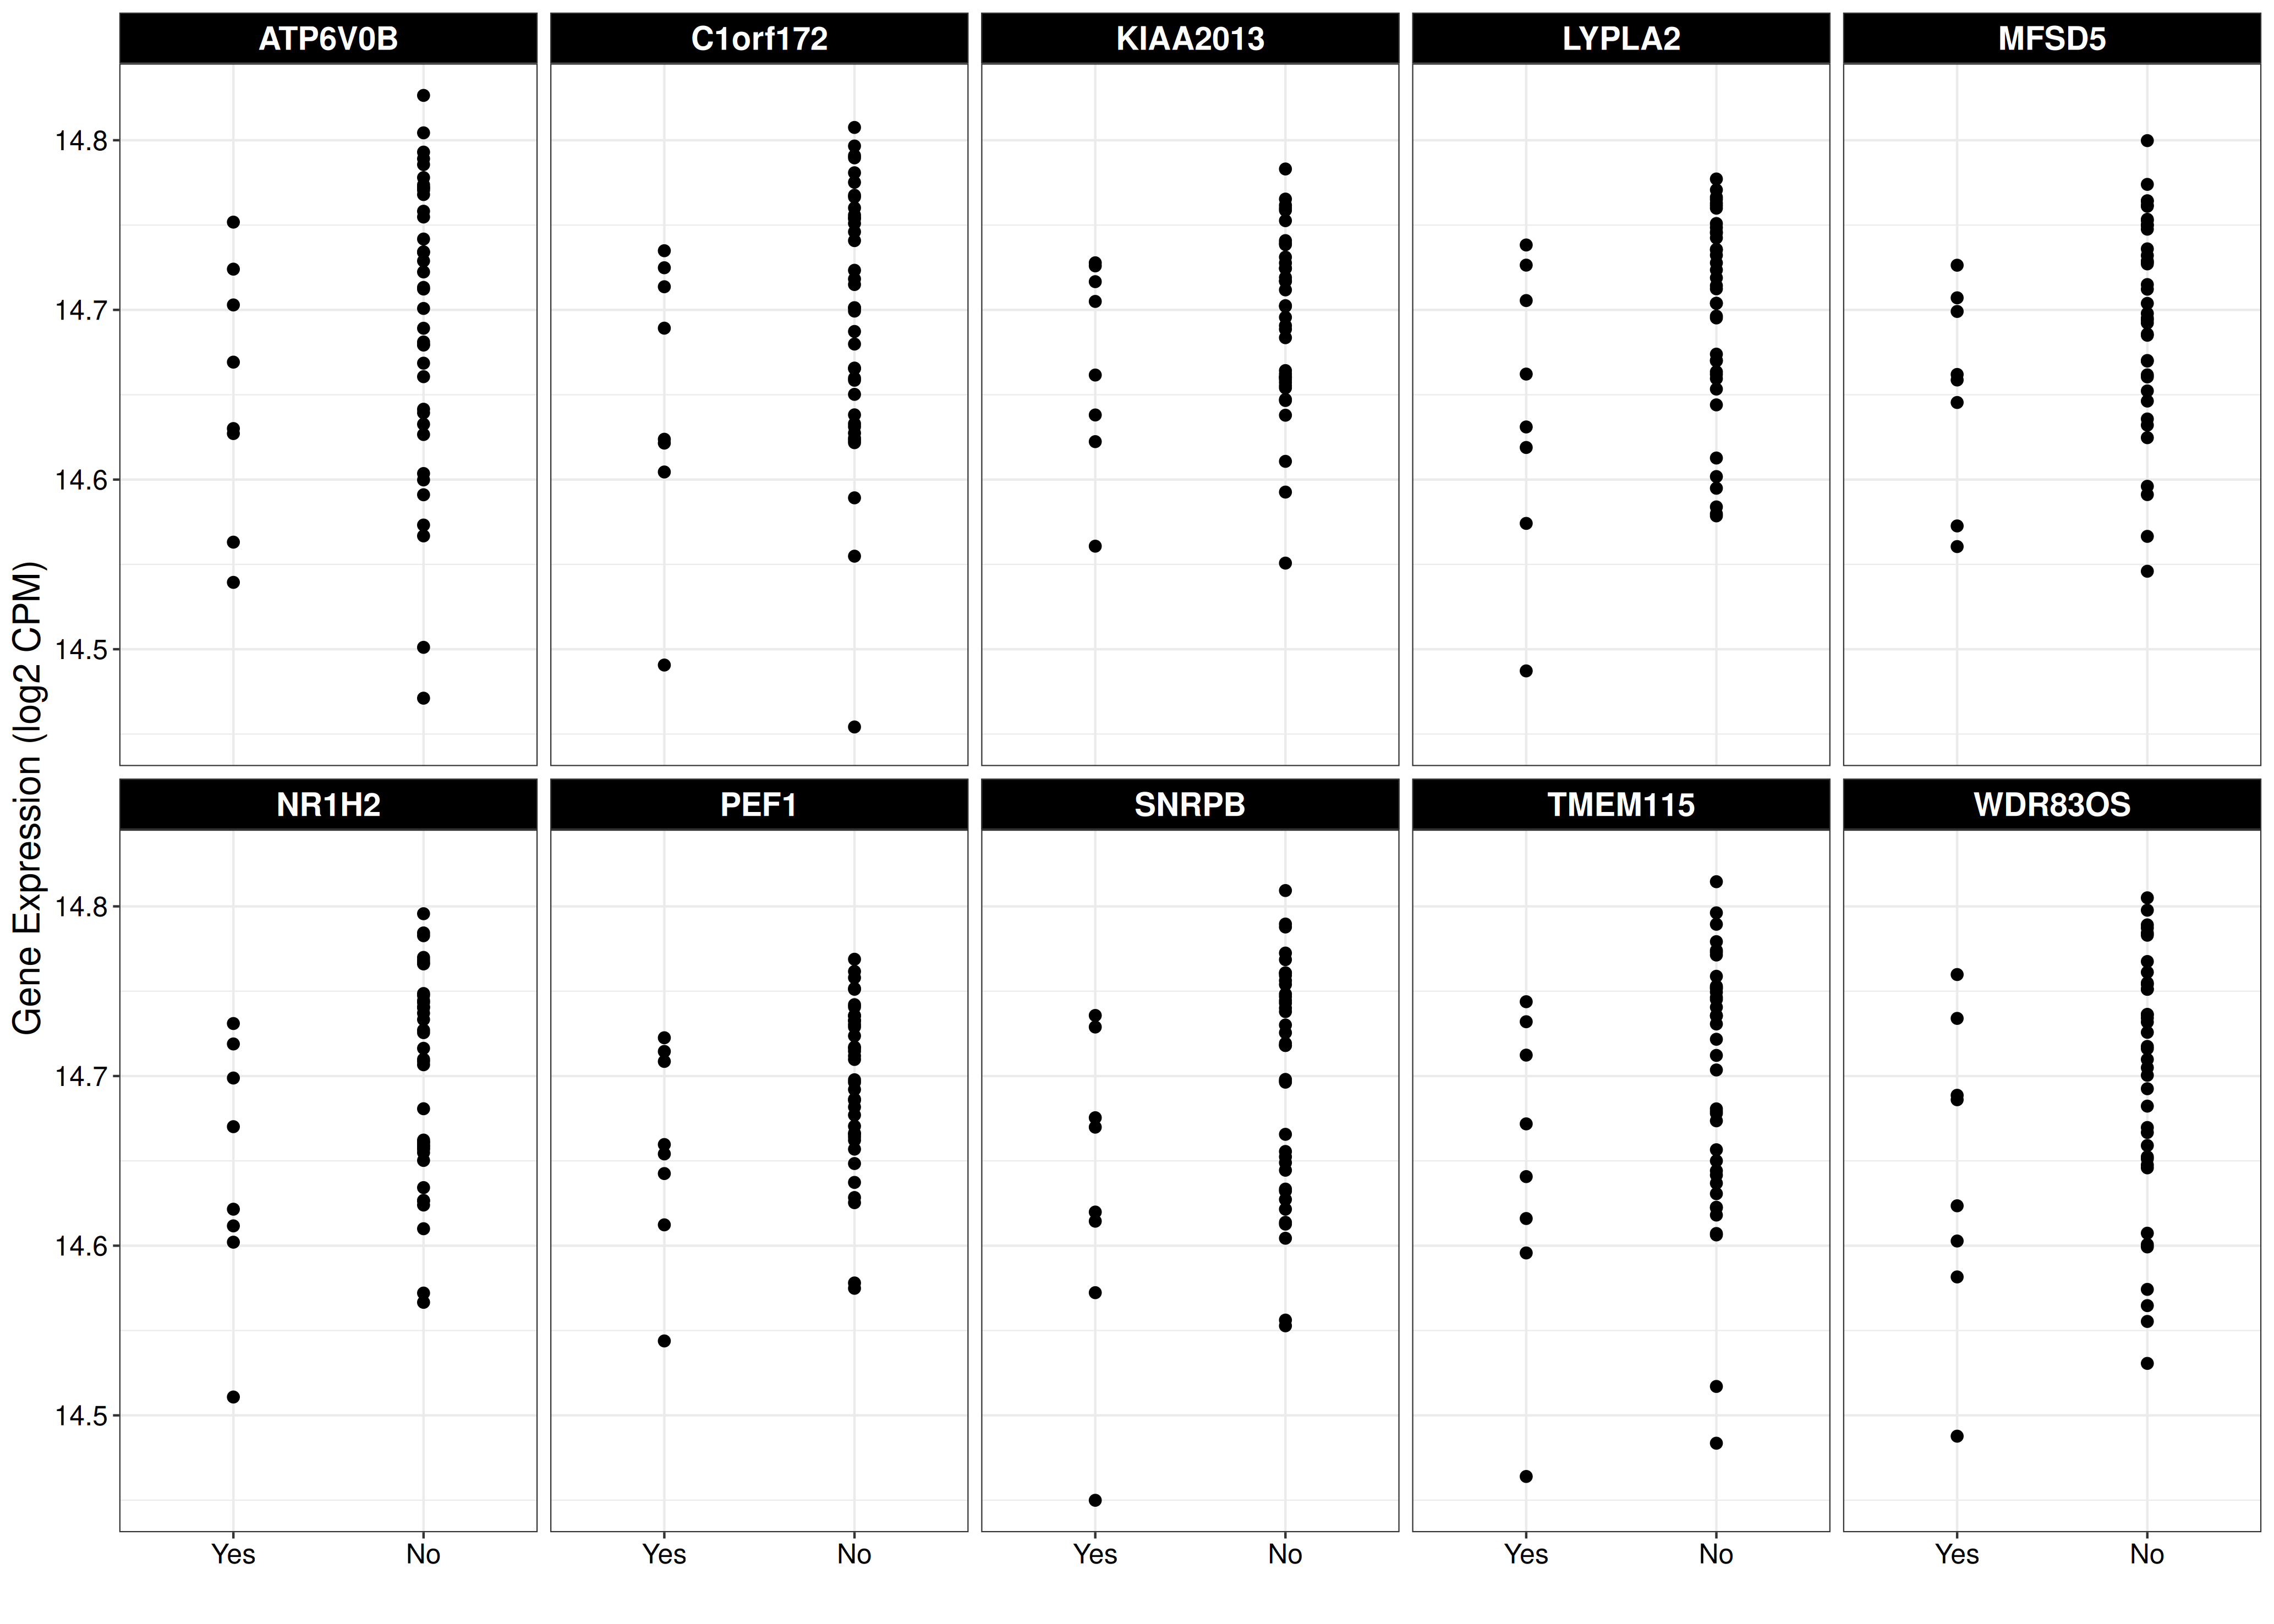 ATP6V0B C1orf172 KIAA2013 LYPLA2 MFSD5
14.8
14.7
14.6
14.5
Gene Expression (log2 CPM)
NR1H2 PEF1 SNRPB TMEM115 WDR83OS
14.8
14.7
14.6
14.5
Yes No Yes No Yes No Yes No Yes No